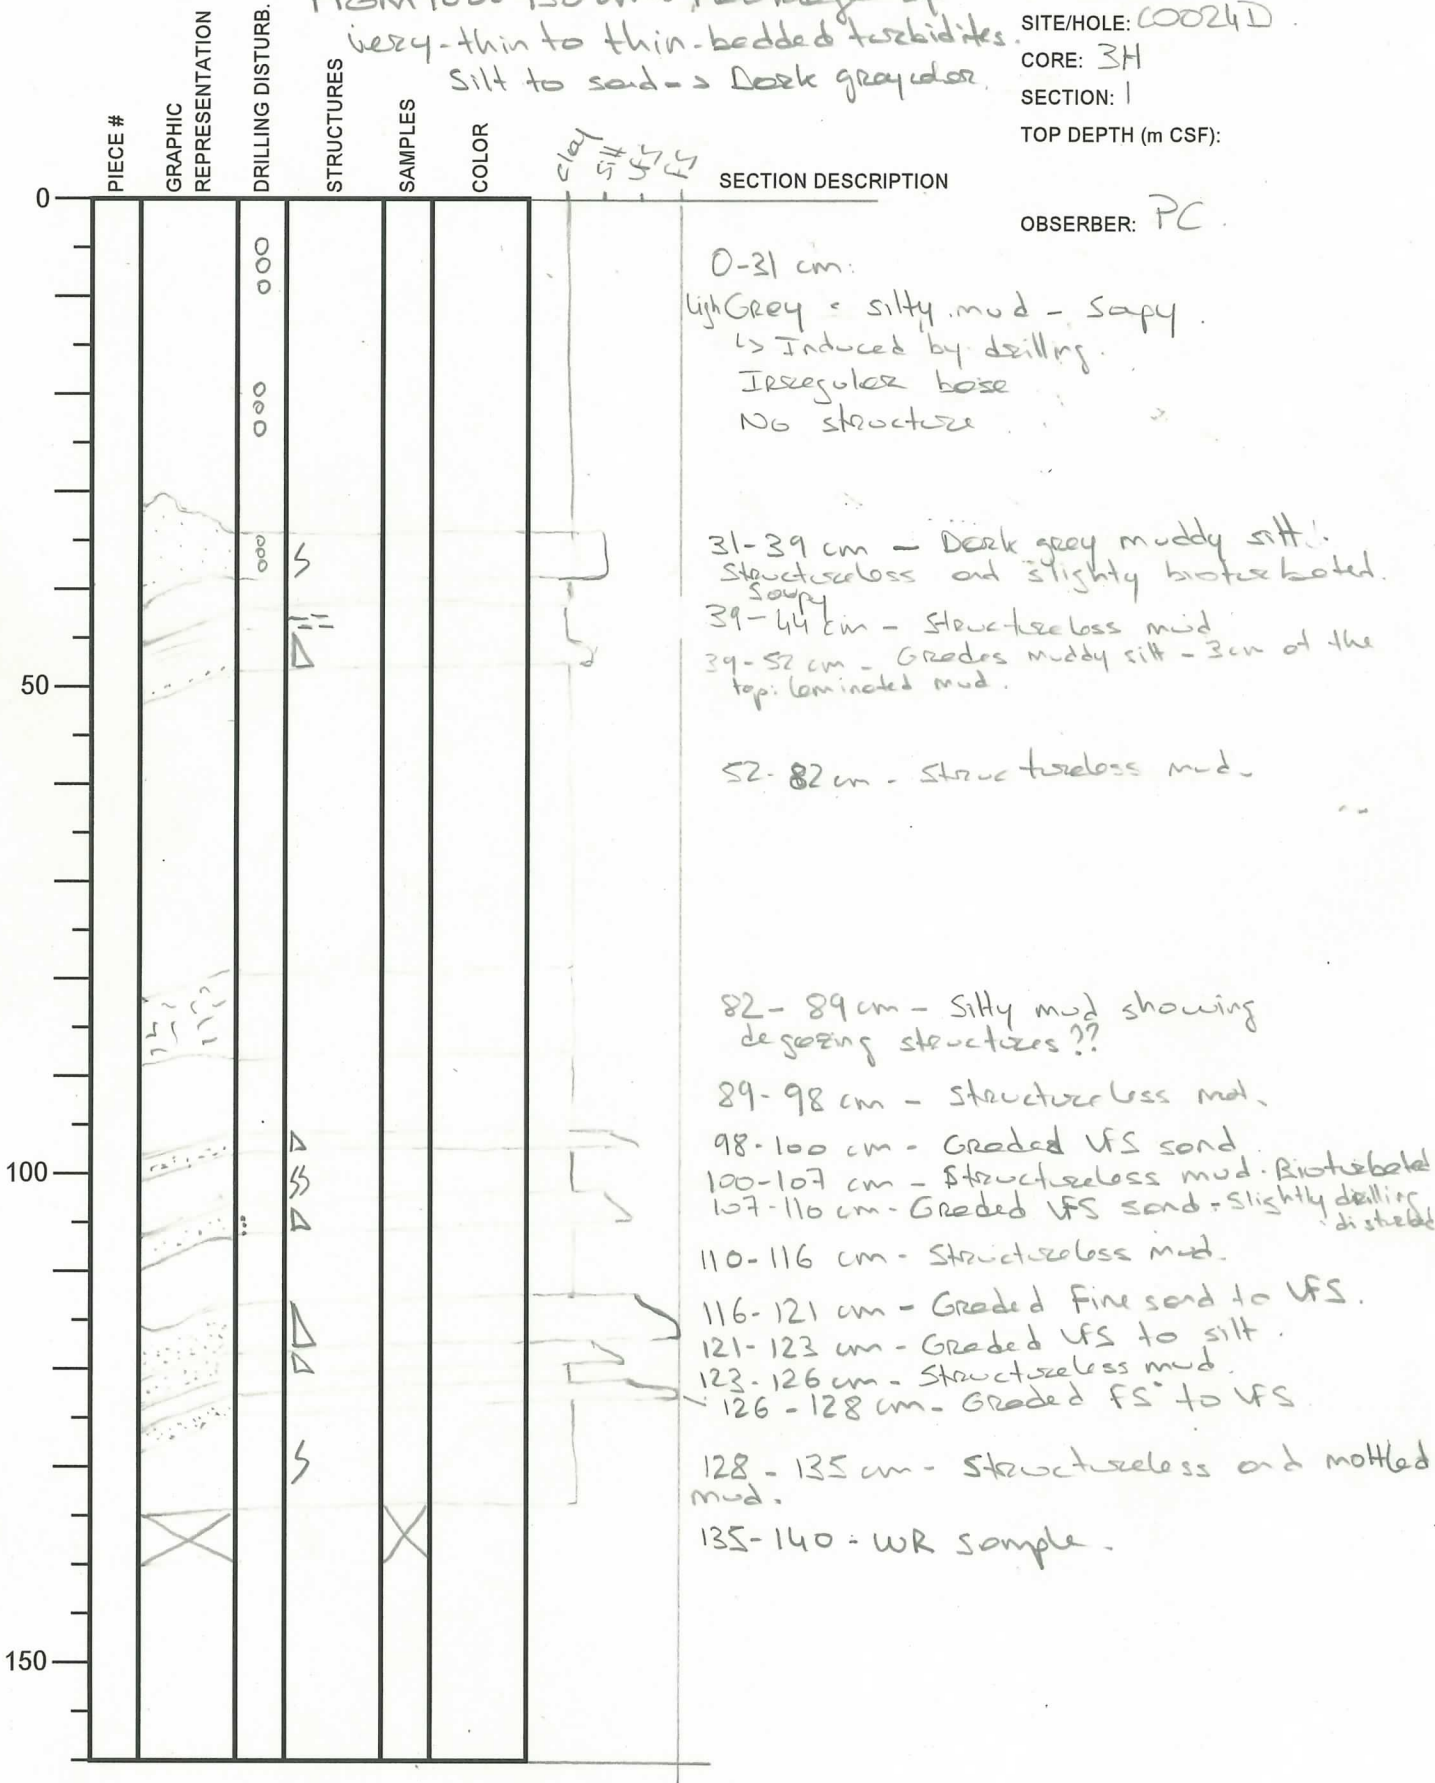 very-thin to thin-bedded turbidites.
Silt to sand -> Dark gray color.
SITE/HOLE: C0024D
CORE: 3H
SECTION: 1
TOP DEPTH (m CSF):
OBSERBER: PC.
PIECE #
GRAPHIC REPRESENTATION
DRILLING DISTURB.
STRUCTURES
SAMPLES
COLOR
clay
silt
VFS
FS
SECTION DESCRIPTION
0
50
100
150
0-31 cm:
Ligh Grey - silty mud - Soapy.
↳ Induced by drilling.
Irregular base
No structure
31-39 cm - Dark grey muddy silt.
Structureless and slighty bioturbated.
Soupy
39-44 cm - Structureless mud
39-52 cm - Grades muddy silt - 3cm at the
top: laminated mud.
52-82 cm - Structureless mud.
82-89 cm - Silty mud showing
degazing structures??
89-98 cm - Structureless mud.
98-100 cm - Graded VFS sand.
100-107 cm - Structureless mud. Bioturbated
107-110 cm - Graded VFS sand - Slightly drilling
disturbed
110-116 cm - Structureless mud.
116-121 cm - Graded Fine sand to VFS.
121-123 cm - Graded VFS to silt.
123-126 cm - Structureless mud.
126-128 cm - Graded FS to VFS
128-135 cm - Structureless and mottled
mud.
135-140 = WR sample.